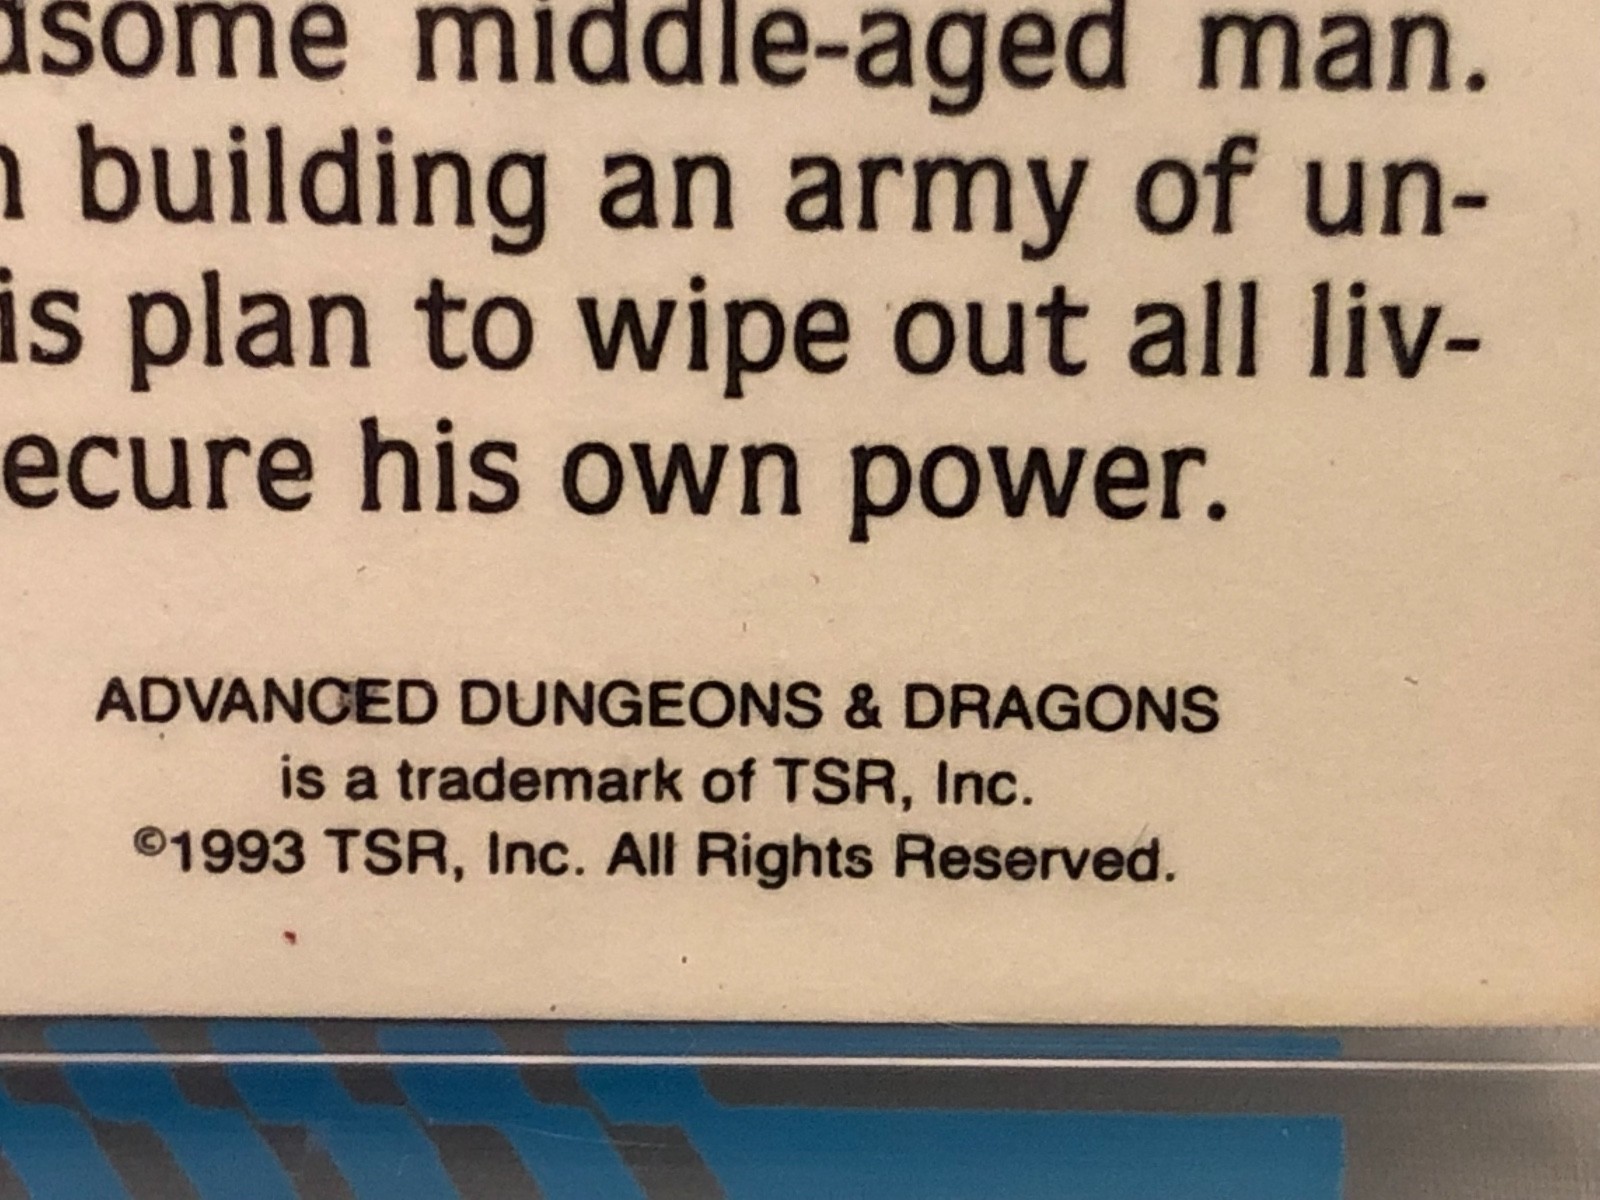 dsome middle-aged man.
n building an army of un-
is plan to wipe out all liv-
ecure his own power.
ADVANCED DUNGEONS & DRAGONS
is a trademark of TSR, Inc.
©1993 TSR, Inc. All Rights Reserved.